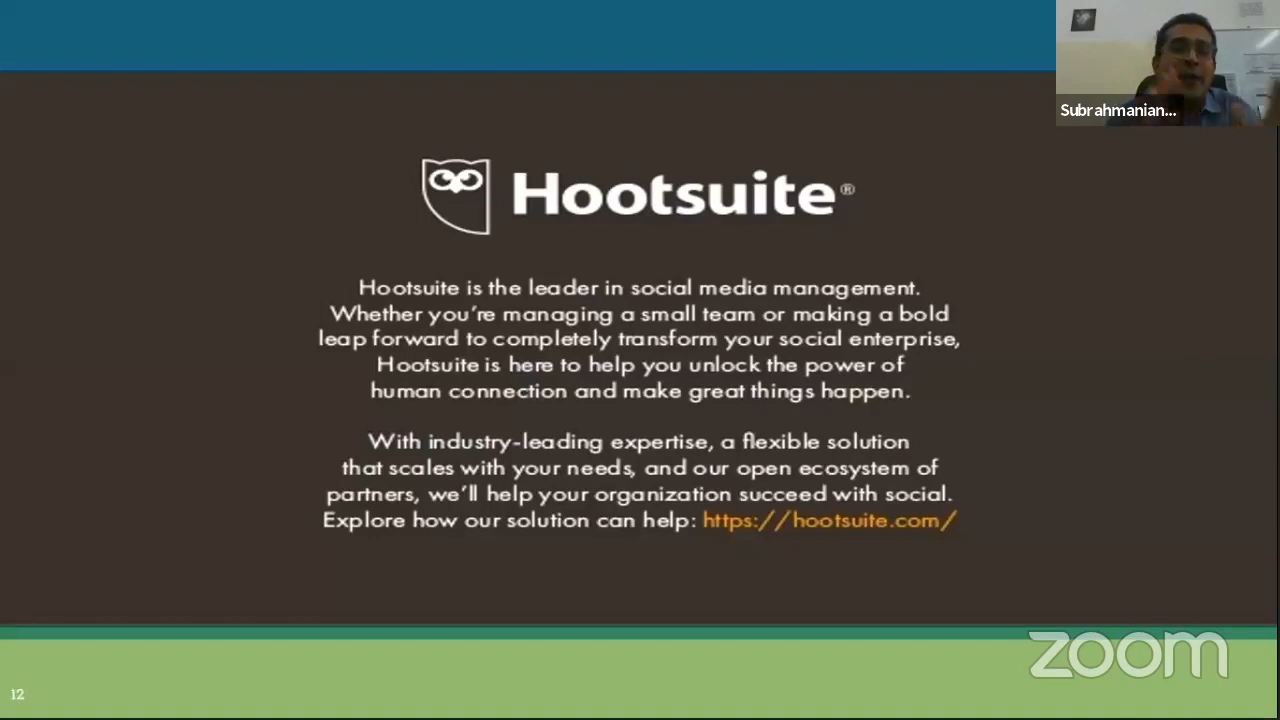 Subrahmanian...
Hootsuite®
Hootsuite is the leader in social media management.
Whether you're managing a small team or making a bold
leap forward to completely transform your social enterprise,
Hootsuite is here to help you unlock the power of
human connection and make great things happen.
With industry-leading expertise, a flexible solution
that scales with your needs, and our open ecosystem of
partners, we'll help your organization succeed with social.
Explore how our solution can help: https://hootsuite.com/
zoom
12